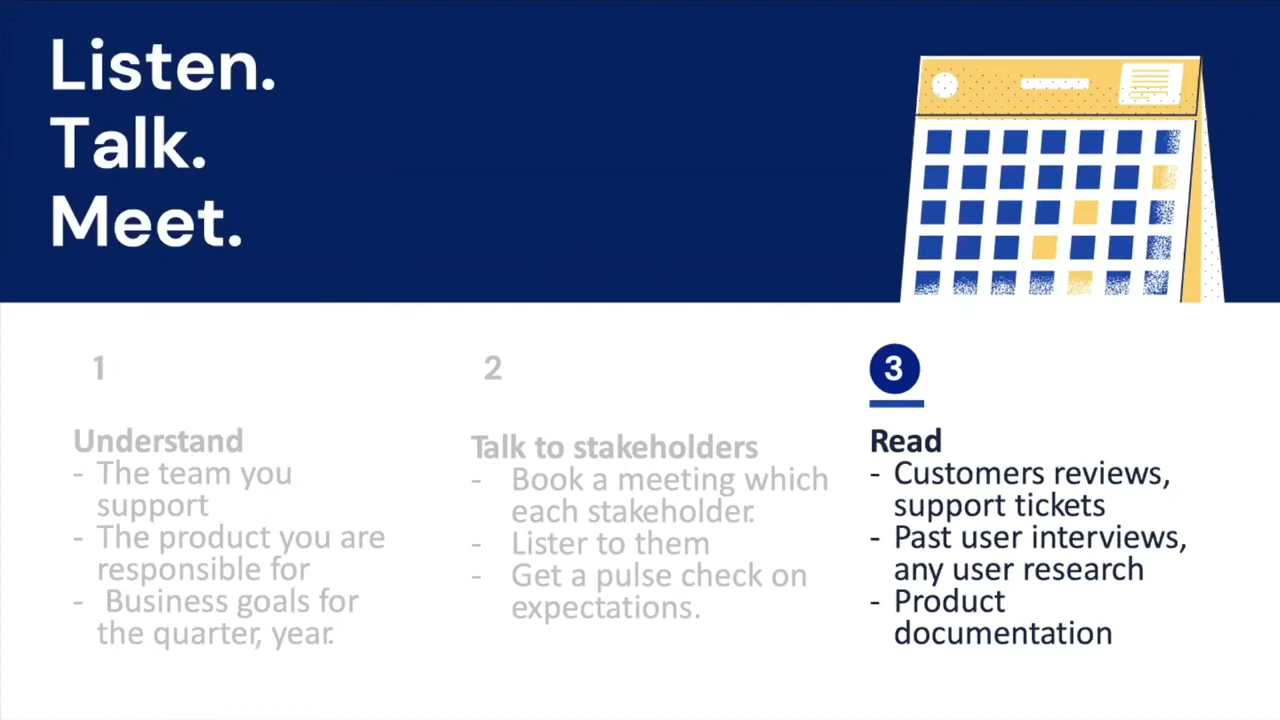 Listen.
Talk.
Meet.
1
Understand
- The team you
support
- The product you are
responsible for
- Business goals for
the quarter, year.
2
Talk to stakeholders
- Book a meeting which
each stakeholder.
- Lister to them
- Get a pulse check on
expectations.
3
Read
- Customers reviews,
support tickets
- Past user interviews,
any user research
- Product
documentation